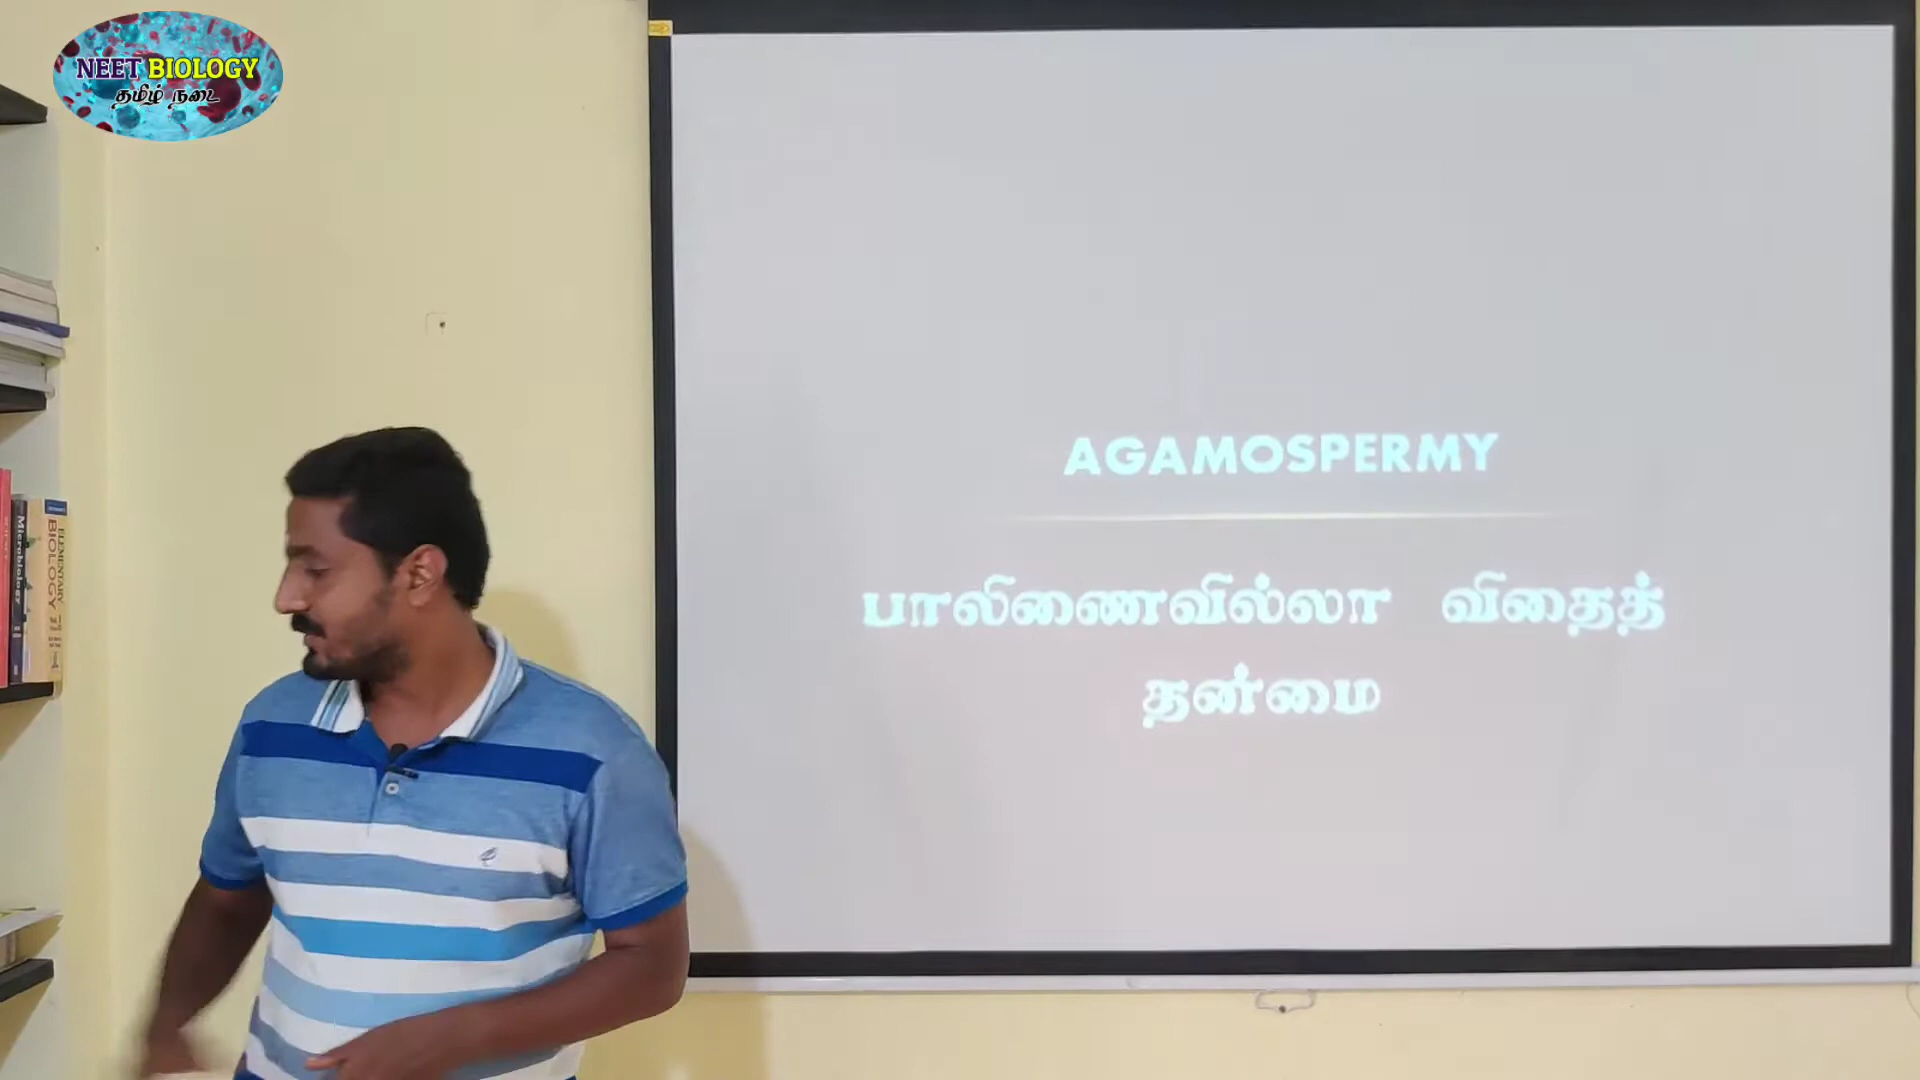 NEET BIOLOGY
தமிழ் நடை
AGAMOSPERMY
பாலிணைவில்லா விதைத்
தன்மை
ELEMENTARY
BIOLOGY
Microbiology